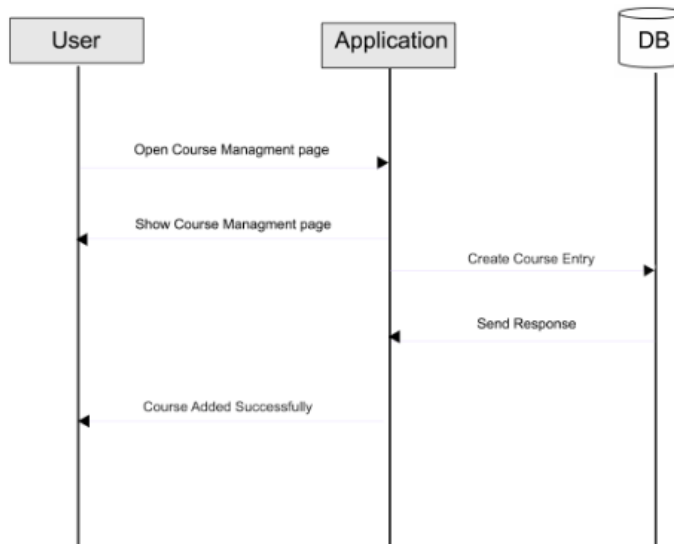 User
Application
DB
Open Course Managment page
Show Course Managment page
Create Course Entry
Send Response
Course Added Successfully